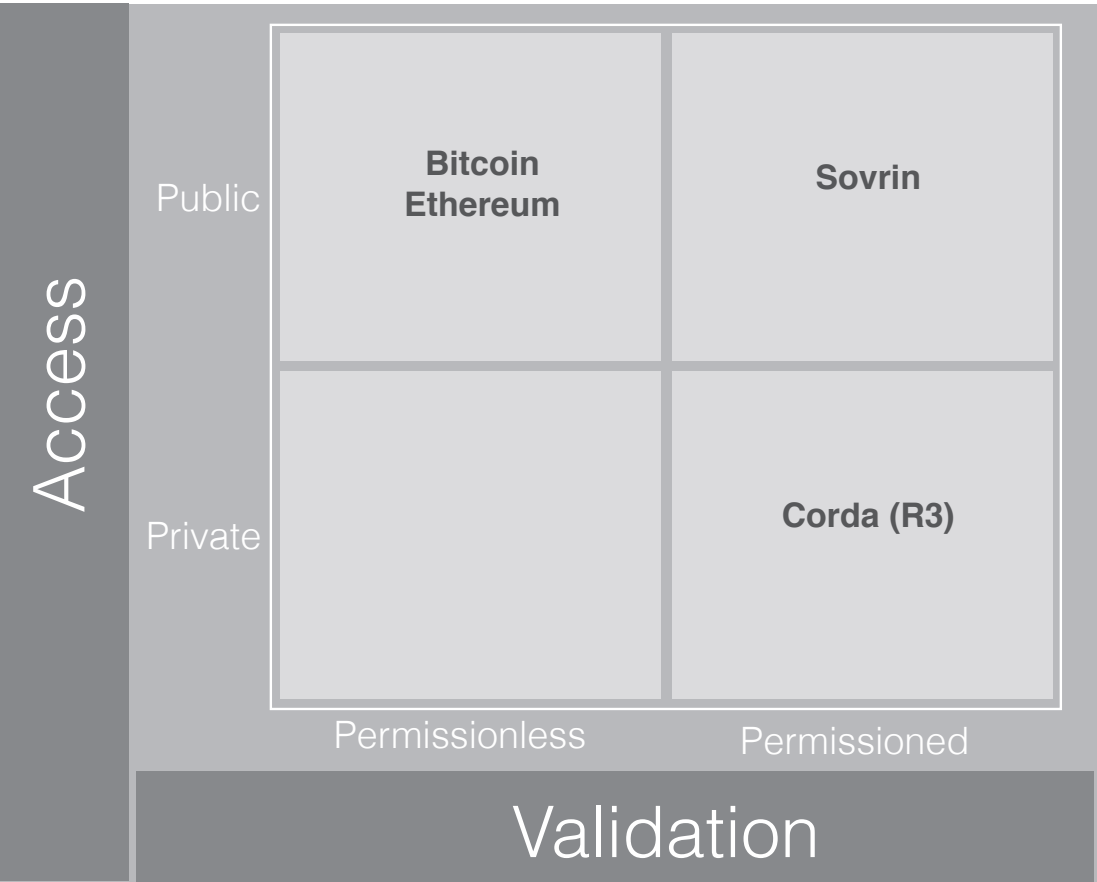 Access
Public
Bitcoin
Ethereum
Sovrin
Private
Corda (R3)
Permissionless
Permissioned
Validation